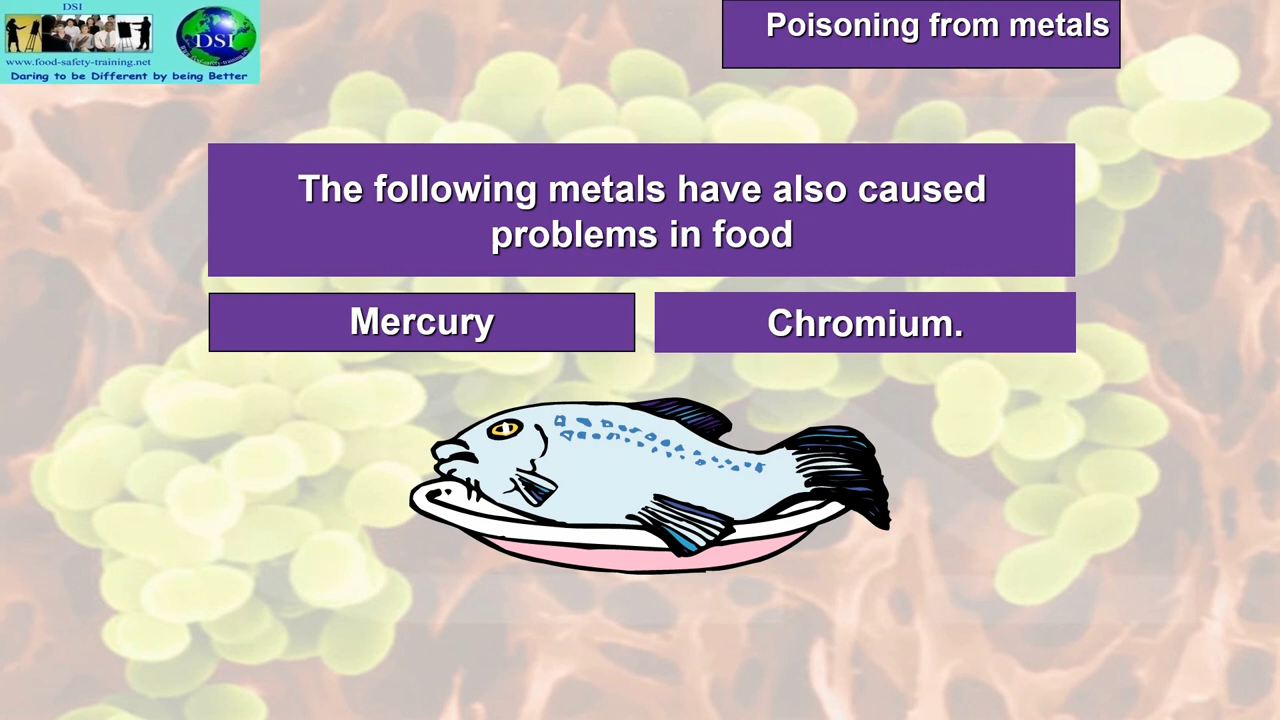 DSI
DSI
www.food-safety-training.net
Daring to be Different by being Better
Poisoning from metals
The following metals have also caused
problems in food
Mercury
Chromium.